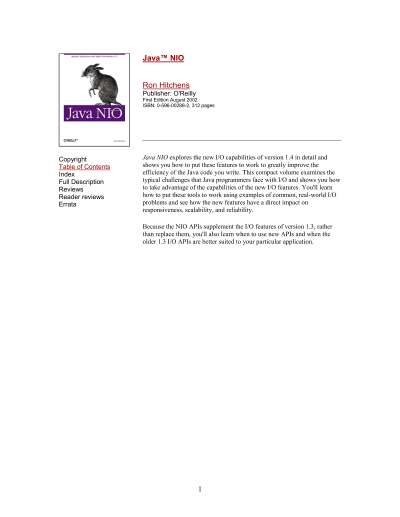 Java™ NIO
Ron Hitchens
Publisher: O'Reilly
First Edition August 2002
ISBN: 0-596-00288-2, 312 pages
Java NIO
O'REILLY®
Copyright
Table of Contents
Index
Full Description
Reviews
Reader reviews
Errata
Java NIO explores the new I/O capabilities of version 1.4 in detail and
shows you how to put these features to work to greatly improve the
efficiency of the Java code you write. This compact volume examines the
typical challenges that Java programmers face with I/O and shows you how
to take advantage of the capabilities of the new I/O features. You'll learn
how to put these tools to work using examples of common, real-world I/O
problems and see how the new features have a direct impact on
responsiveness, scalability, and reliability.
Because the NIO APIs supplement the I/O features of version 1.3, rather
than replace them, you'll also learn when to use new APIs and when the
older 1.3 I/O APIs are better suited to your particular application.
1